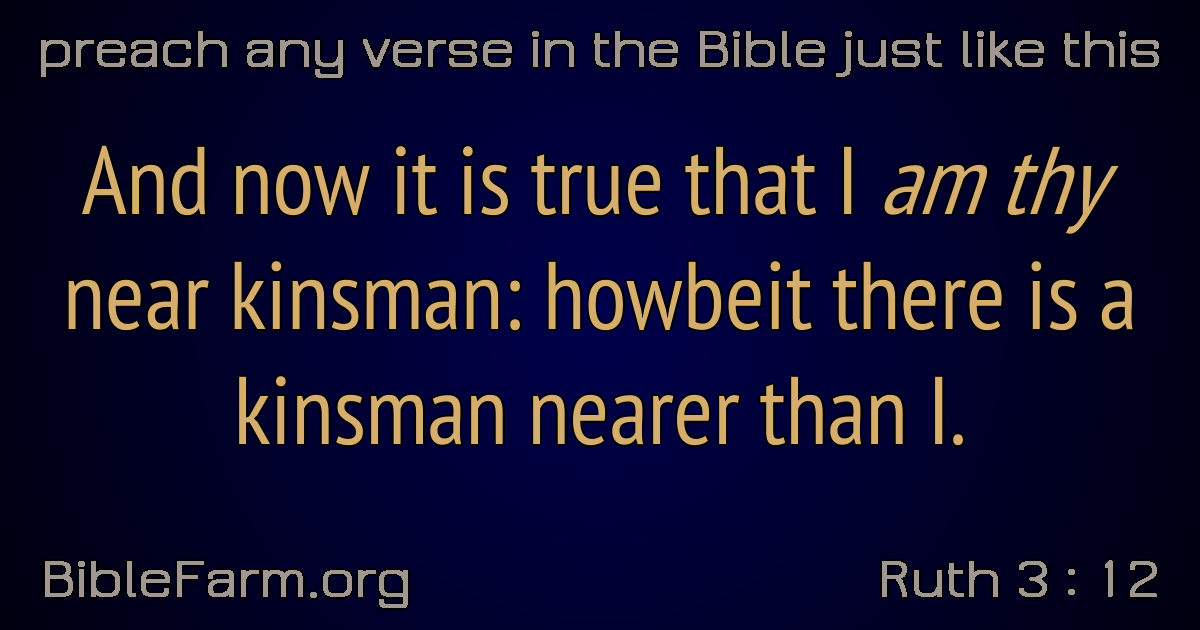 preach any verse in the Bible just like this
And now it is true that I am thy
near kinsman: howbeit there is a
kinsman nearer than I.
BibleFarm.org
Ruth 3 : 12